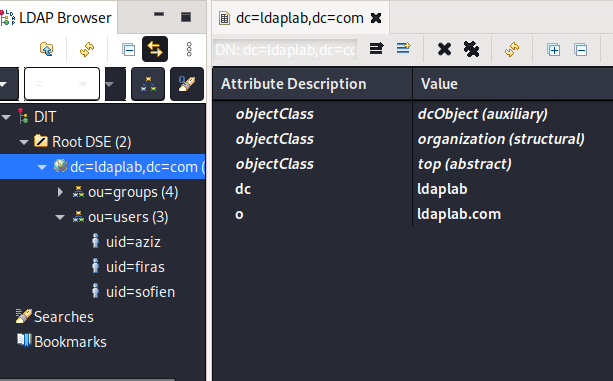 LDAP Browser
DIT
Root DSE (2)
dc=ldaplab,dc=com (
ou=groups (4)
ou=users (3)
uid=aziz
uid=firas
uid=sofien
Searches
Bookmarks
dc=ldaplab,dc=com
DN: dc=ldaplab,dc=cc
Attribute Description Value
objectClass dcObject (auxiliary)
objectClass organization (structural)
objectClass top (abstract)
dc ldaplab
o ldaplab.com